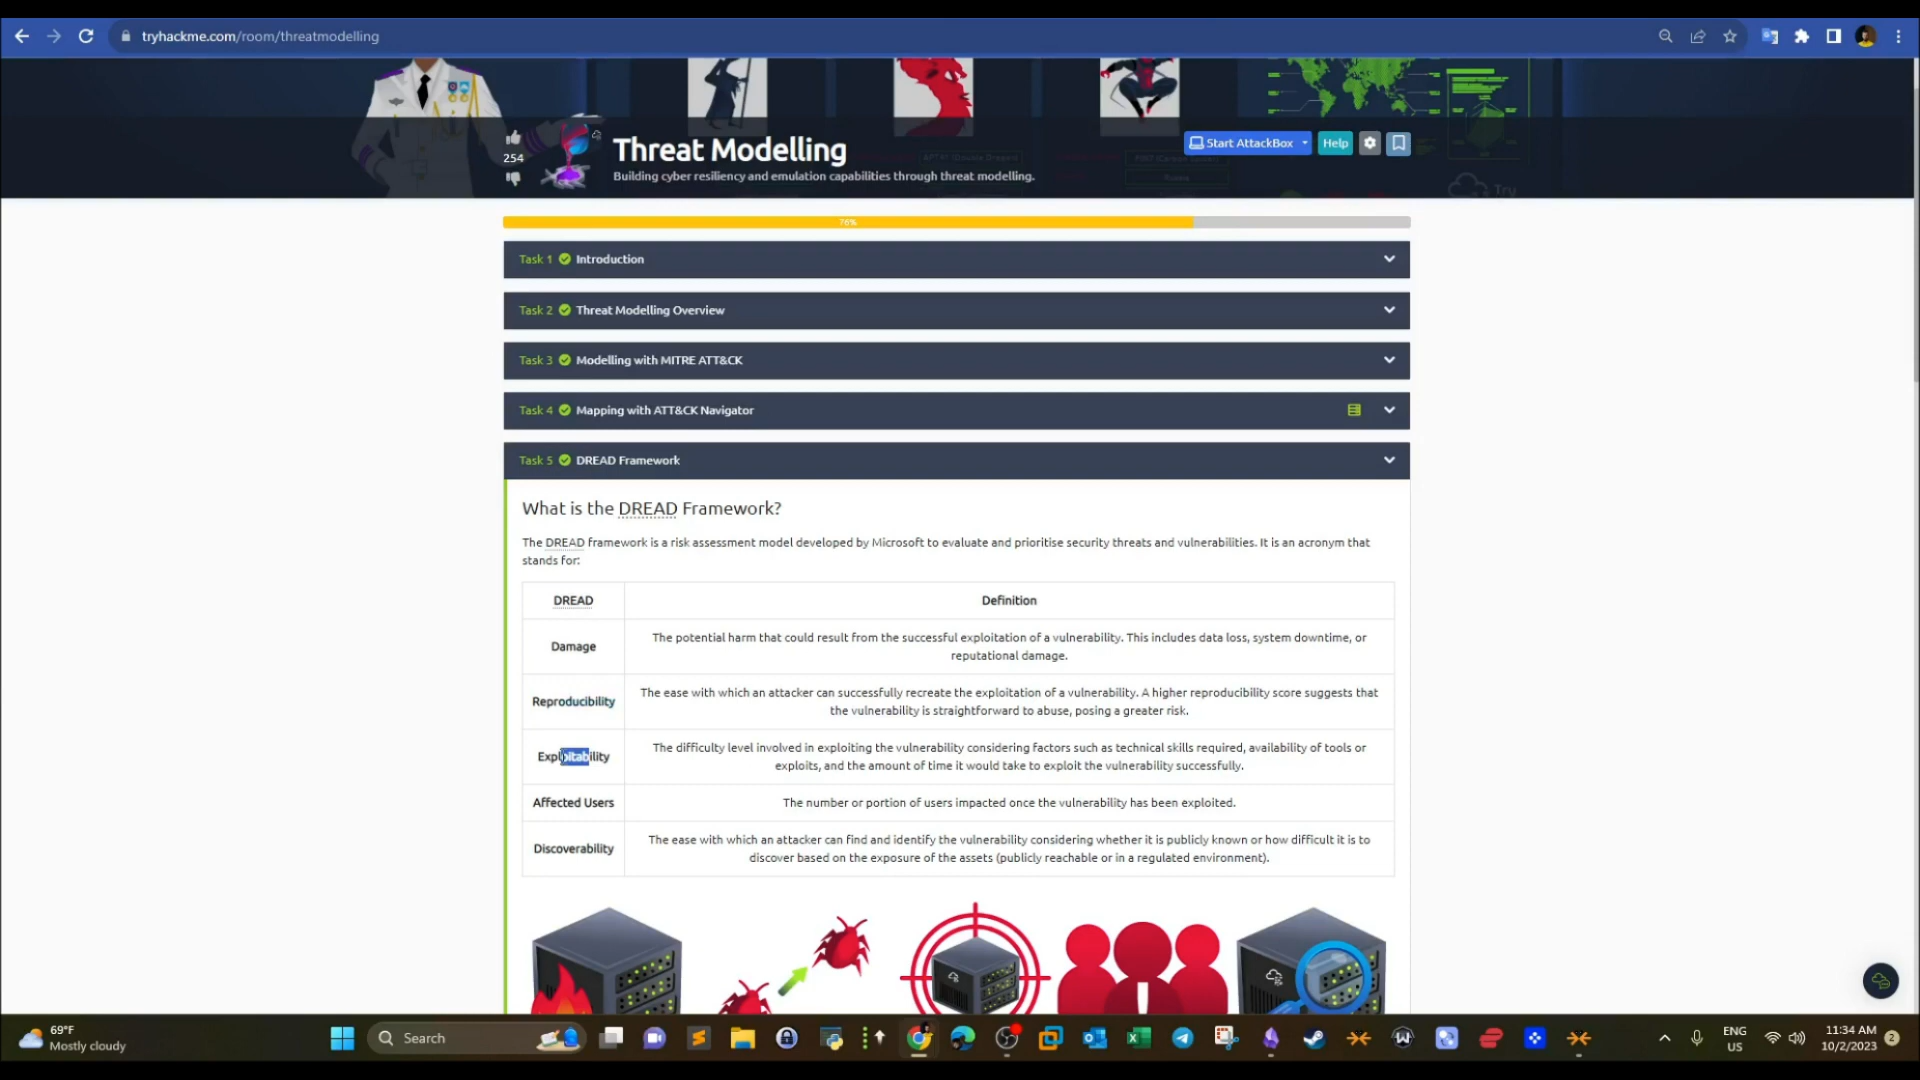 tryhackme.com/room/threatmodelling
254
Threat Modelling
Building cyber resiliency and emulation capabilities through threat modelling.
Start AttackBox
Help
Try
76%
Task 1 Introduction
Task 2 Threat Modelling Overview
Task 3 Modelling with MITRE ATT&CK
Task 4 Mapping with ATT&CK Navigator
Task 5 DREAD Framework
What is the DREAD Framework?
The DREAD framework is a risk assessment model developed by Microsoft to evaluate and prioritise security threats and vulnerabilities. It is an acronym that
stands for:
DREAD Definition
Damage
The potential harm that could result from the successful exploitation of a vulnerability. This includes data loss, system downtime, or
reputational damage.
Reproducibility
The ease with which an attacker can successfully recreate the exploitation of a vulnerability. A higher reproducibility score suggests that
the vulnerability is straightforward to abuse, posing a greater risk.
Exploitability
The difficulty level involved in exploiting the vulnerability considering factors such as technical skills required, availability of tools or
exploits, and the amount of time it would take to exploit the vulnerability successfully.
Affected Users
The number or portion of users impacted once the vulnerability has been exploited.
Discoverability
The ease with which an attacker can find and identify the vulnerability considering whether it is publicly known or how difficult it is to
discover based on the exposure of the assets (publicly reachable or in a regulated environment).
69°F
Mostly cloudy
Search
ENG
US
11:34 AM
10/2/2023
2